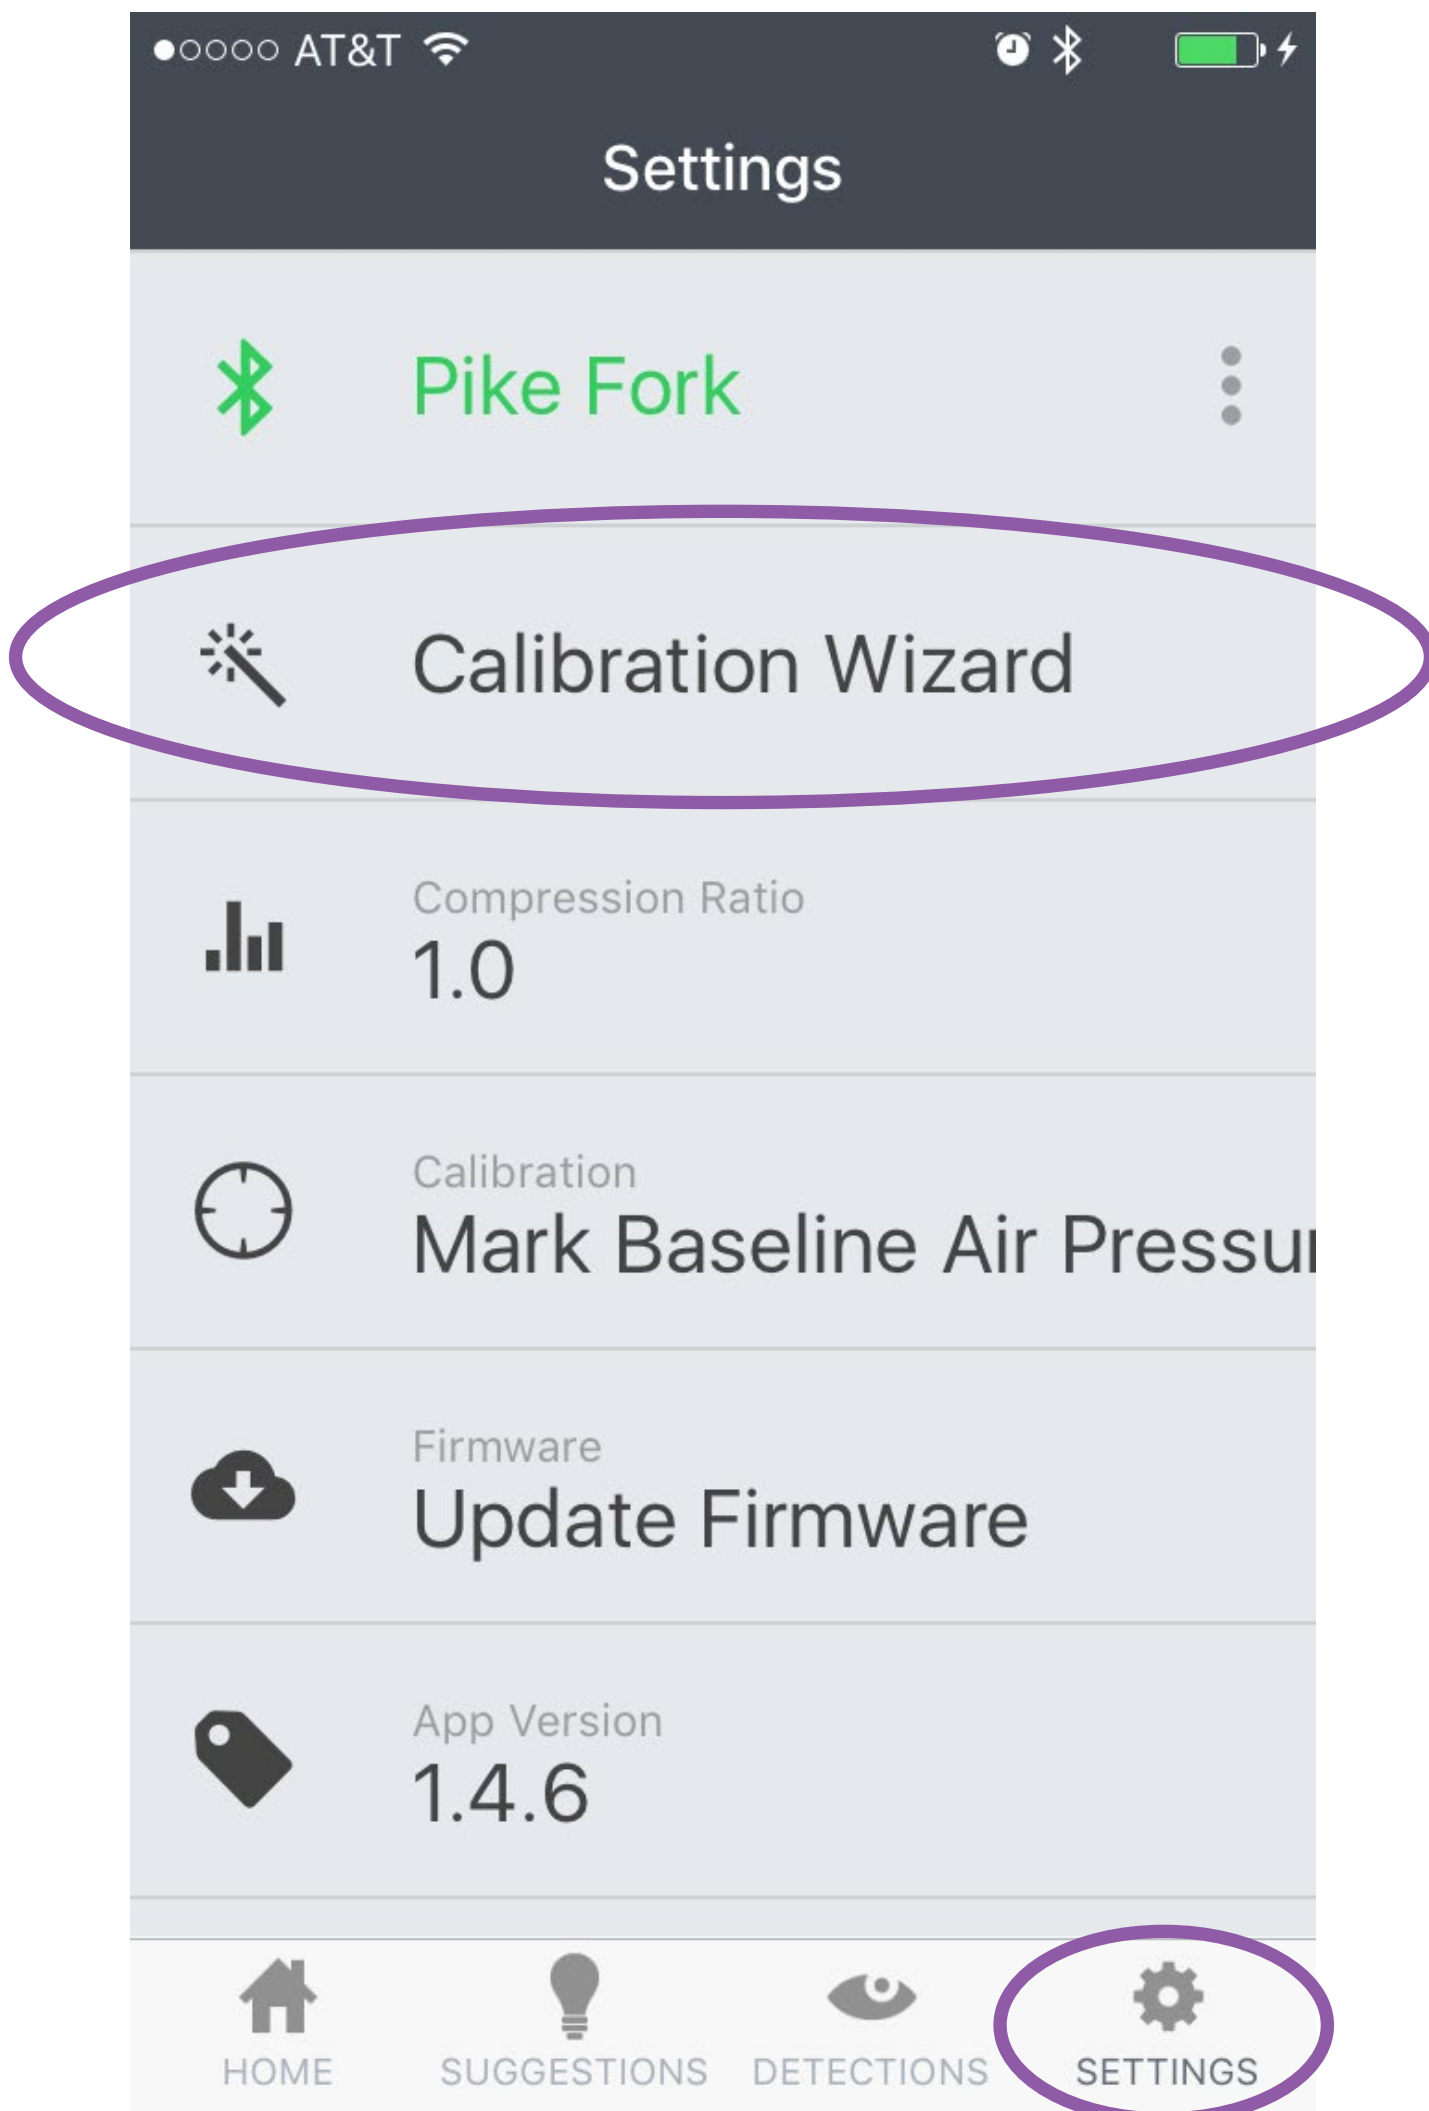 AT&T
Settings
Pike Fork
Calibration Wizard
Compression Ratio
1.0
Calibration
Mark Baseline Air Pressur
Firmware
Update Firmware
App Version
1.4.6
HOME SUGGESTIONS DETECTIONS SETTINGS